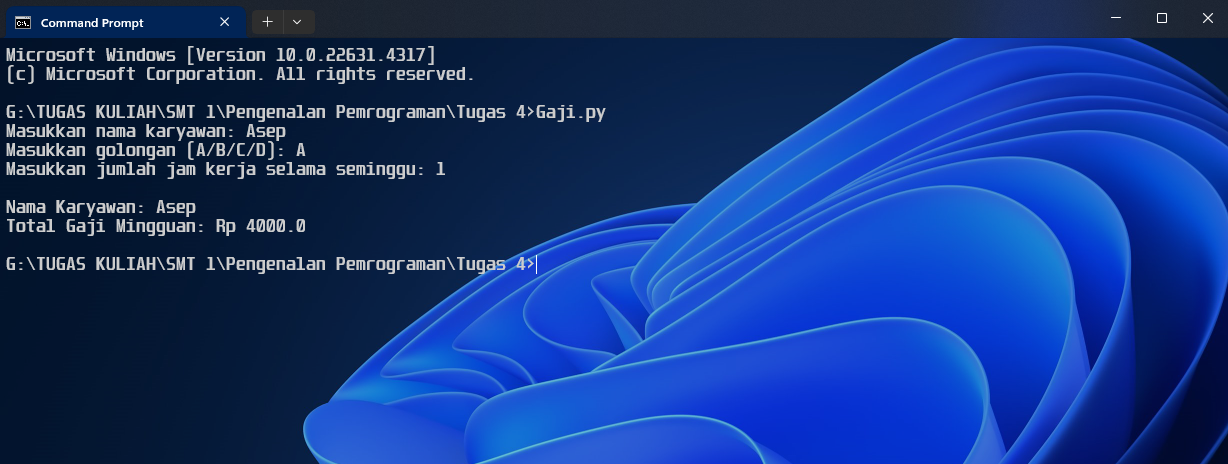 Command Prompt
Microsoft Windows [Version 10.0.22631.4317]
(c) Microsoft Corporation. All rights reserved.
G:\TUGAS KULIAH\SMT 1\Pengenalan Pemrograman\Tugas 4>Gaji.py
Masukkan nama karyawan: Asep
Masukkan golongan (A/B/C/D): A
Masukkan jumlah jam kerja selama seminggu: 1
Nama Karyawan: Asep
Total Gaji Mingguan: Rp 4000.0
G:\TUGAS KULIAH\SMT 1\Pengenalan Pemrograman\Tugas 4>